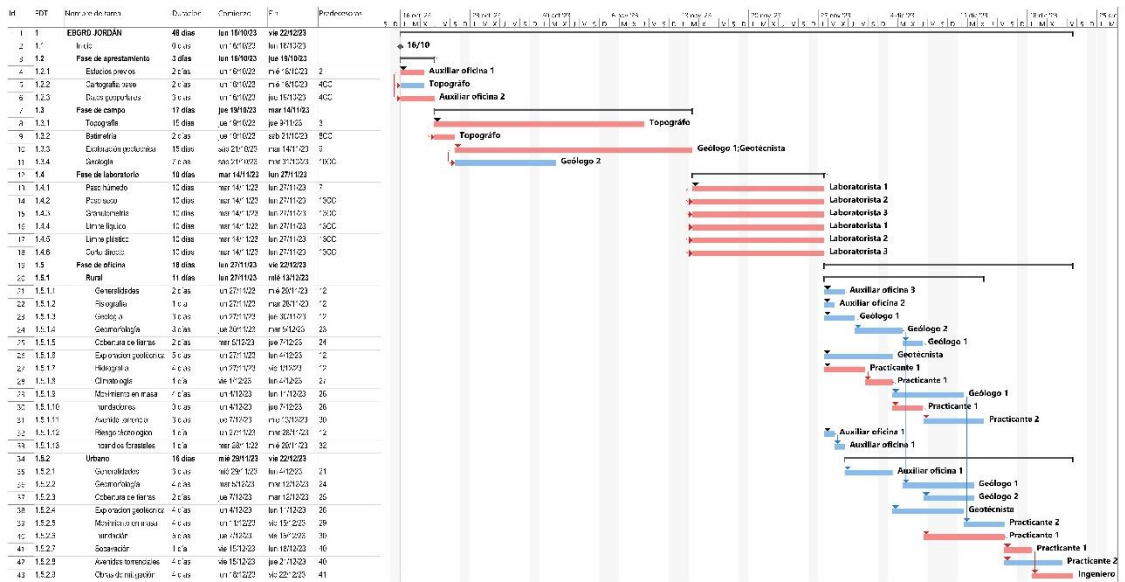 Id EDT Nombre de tarea Duración Comienzo Fin Predecesoras
1 1 EBGRD JORDÁN 48 días lun 16/10/23 vie 22/12/23
2 1.1 Inicio 0 días lun 16/10/23 lun 16/10/23 16/10
3 1.2 Fase de aprestamiento 3 días lun 16/10/23 jue 19/10/23
4 1.2.1 Estudios previos 2 días lun 16/10/23 mié 18/10/23 2 Auxiliar oficina 1
5 1.2.2 Cartografía base 2 días lun 16/10/23 mié 18/10/23 4CC Topográfo
6 1.2.3 3 días lun 16/10/23 jue 19/10/23 4CC Auxiliar oficina 2
7 1.3 Fase de campo 17 días jue 19/10/23 mar 14/11/23
8 1.3.1 Topografía 15 días jue 19/10/23 jue 9/11/23 3 Topográfo
9 1.3.2 Batimetría 2 días jue 19/10/23 sáb 21/10/23 8CC Topográfo
10 1.3.3 Exploración geotécnica 15 días sáb 21/10/23 mar 14/11/23 9 Geólogo 1;Geotécnista
11 1.3.4 Geología 7 días sáb 21/10/23 mar 31/10/23 10CC Geólogo 2
12 1.4 Fase de laboratorio 10 días mar 14/11/23 lun 27/11/23
13 1.4.1 Peso húmedo 10 días mar 14/11/23 lun 27/11/23 7 Laboratorista 1
14 1.4.2 Peso seco 10 días mar 14/11/23 lun 27/11/23 13CC Laboratorista 2
15 1.4.3 Granulometría 10 días mar 14/11/23 lun 27/11/23 13CC Laboratorista 3
16 1.4.4 Limite líquico 10 días mar 14/11/23 lun 27/11/23 13CC Laboratorista 1
17 1.4.5 Limite plástico 10 días mar 14/11/23 lun 27/11/23 13CC Laboratorista 2
18 1.4.6 Corte directo 10 días mar 14/11/23 lun 27/11/23 13CC Laboratorista 3
19 1.5 Fase de oficina 18 días lun 27/11/23 vie 22/12/23
20 1.5.1 Rural 11 días lun 27/11/23 mié 13/12/23
21 1.5.1.1 Generalidades 2 días lun 27/11/23 mié 29/11/23 12 Auxiliar oficina 3
22 1.5.1.2 Fisiografía 1 día lun 27/11/23 mar 28/11/23 12 Auxiliar oficina 2
23 1.5.1.3 Geología 3 días lun 27/11/23 jue 30/11/23 12 Geólogo 1
24 1.5.1.4 Geomorfología 3 días jue 30/11/23 mar 5/12/23 23 Geólogo 2
25 1.5.1.5 Cobertura de tierras 2 días mar 5/12/23 jue 7/12/23 24 Geólogo 1
26 1.5.1.6 Exploración geotécnica 5 días lun 27/11/23 lun 4/12/23 12 Geotécnista
27 1.5.1.7 Hidrografía 4 días lun 27/11/23 vie 1/12/23 12 Practicante 1
28 1.5.1.8 Climatología 1 día vie 1/12/23 lun 4/12/23 27 Practicante 1
29 1.5.1.9 Movimiento en masa 4 días lun 4/12/23 lun 11/12/23 26 Geólogo 1
30 1.5.1.10 Inundaciones 3 días lun 4/12/23 jue 7/12/23 28 Practicante 1
31 1.5.1.11 Avenida torrencial 3 días jue 7/12/23 mié 13/12/23 30 Practicante 2
32 1.5.1.12 Riesgo tecnológico 1 día lun 27/11/23 mar 28/11/23 12 Auxiliar oficina 1
33 1.5.1.13 Incendios forestales 1 día mar 28/11/23 mié 29/11/23 32 Auxiliar oficina 1
34 1.5.2 Urbano 16 días mié 29/11/23 vie 22/12/23
35 1.5.2.1 Generalidades 3 días mié 29/11/23 lun 4/12/23 21 Auxiliar oficina 1
36 1.5.2.2 Geomorfología 4 días mar 5/12/23 mar 12/12/23 24 Geólogo 1
37 1.5.2.3 Cobertura de tierras 2 días jue 7/12/23 mar 12/12/23 25 Geólogo 2
38 1.5.2.4 Exploración geotécnica 4 días lun 4/12/23 lun 11/12/23 26 Geotécnista
39 1.5.2.5 Movimiento en masa 4 días lun 11/12/23 vie 15/12/23 29 Practicante 2
40 1.5.2.6 Inundación 5 días jue 7/12/23 vie 15/12/23 30 Practicante 1
41 1.5.2.7 Socavación 1 día vie 15/12/23 lun 18/12/23 40 Practicante 1
42 1.5.2.8 Avenidas torrenciales 4 días vie 15/12/23 jue 21/12/23 40 Practicante 2
43 1.5.2.9 Obras de mitigación 4 días lun 18/12/23 vie 22/12/23 41 Ingeniero